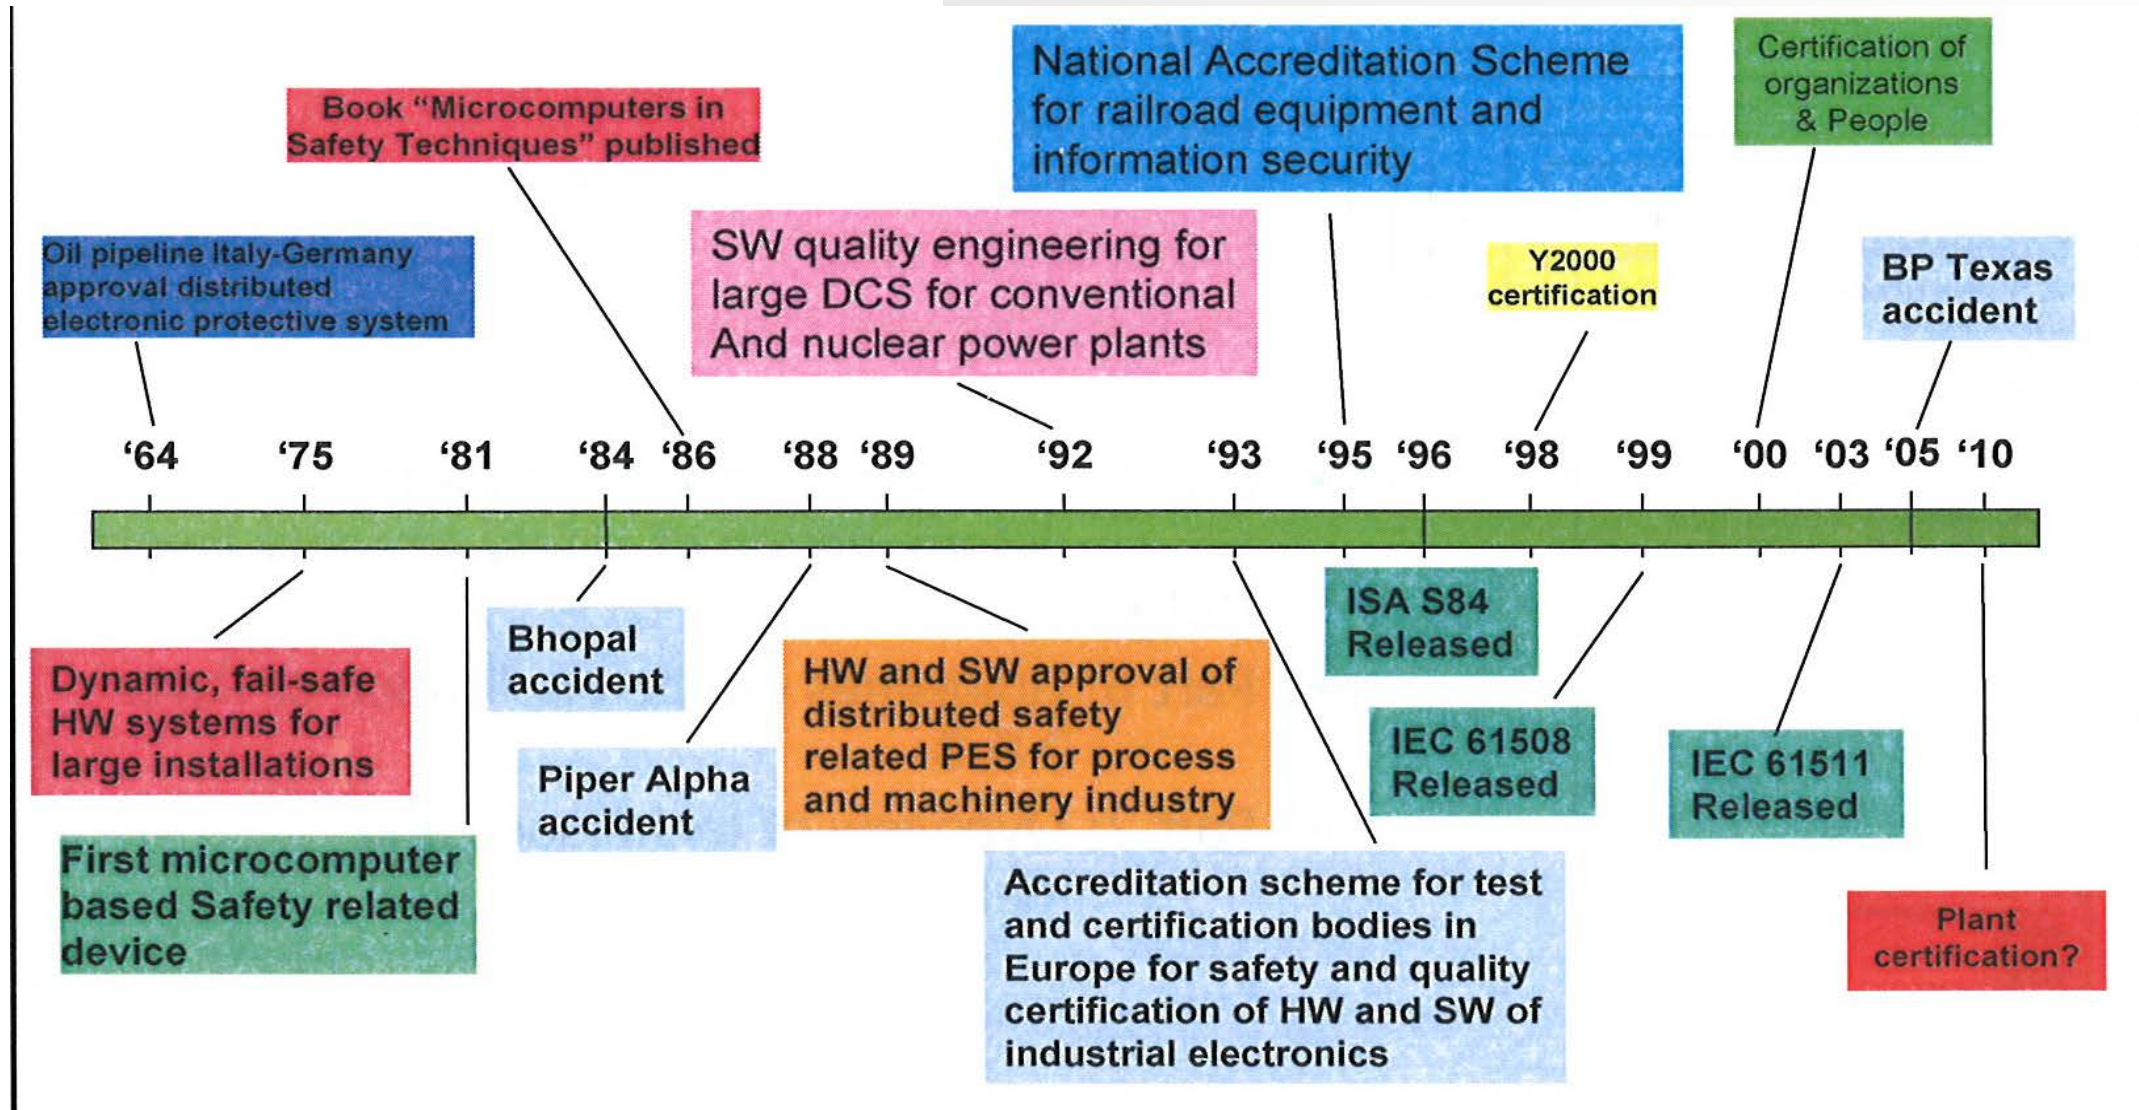 National Accreditation Scheme
for railroad equipment and
information security
Certification of
organizations
& People
Book “Microcomputers in
Safety Techniques” published
SW quality engineering for
large DCS for conventional
And nuclear power plants
Oil pipeline Italy-Germany
approval distributed
electronic protective system
Y2000
certification
BP Texas
accident
‘64 ‘75 ‘81 ‘84 ‘86 ‘88 ‘89 ‘92 ‘93 ‘95 ‘96 ‘98 ‘99 ‘00 ‘03 ‘05 ‘10
Dynamic, fail-safe
HW systems for
large installations
First microcomputer
based Safety related
device
Bhopal
accident
Piper Alpha
accident
HW and SW approval of
distributed safety
related PES for process
and machinery industry
Accreditation scheme for test
and certification bodies in
Europe for safety and quality
certification of HW and SW of
industrial electronics
ISA S84
Released
IEC 61508
Released
IEC 61511
Released
Plant
certification?